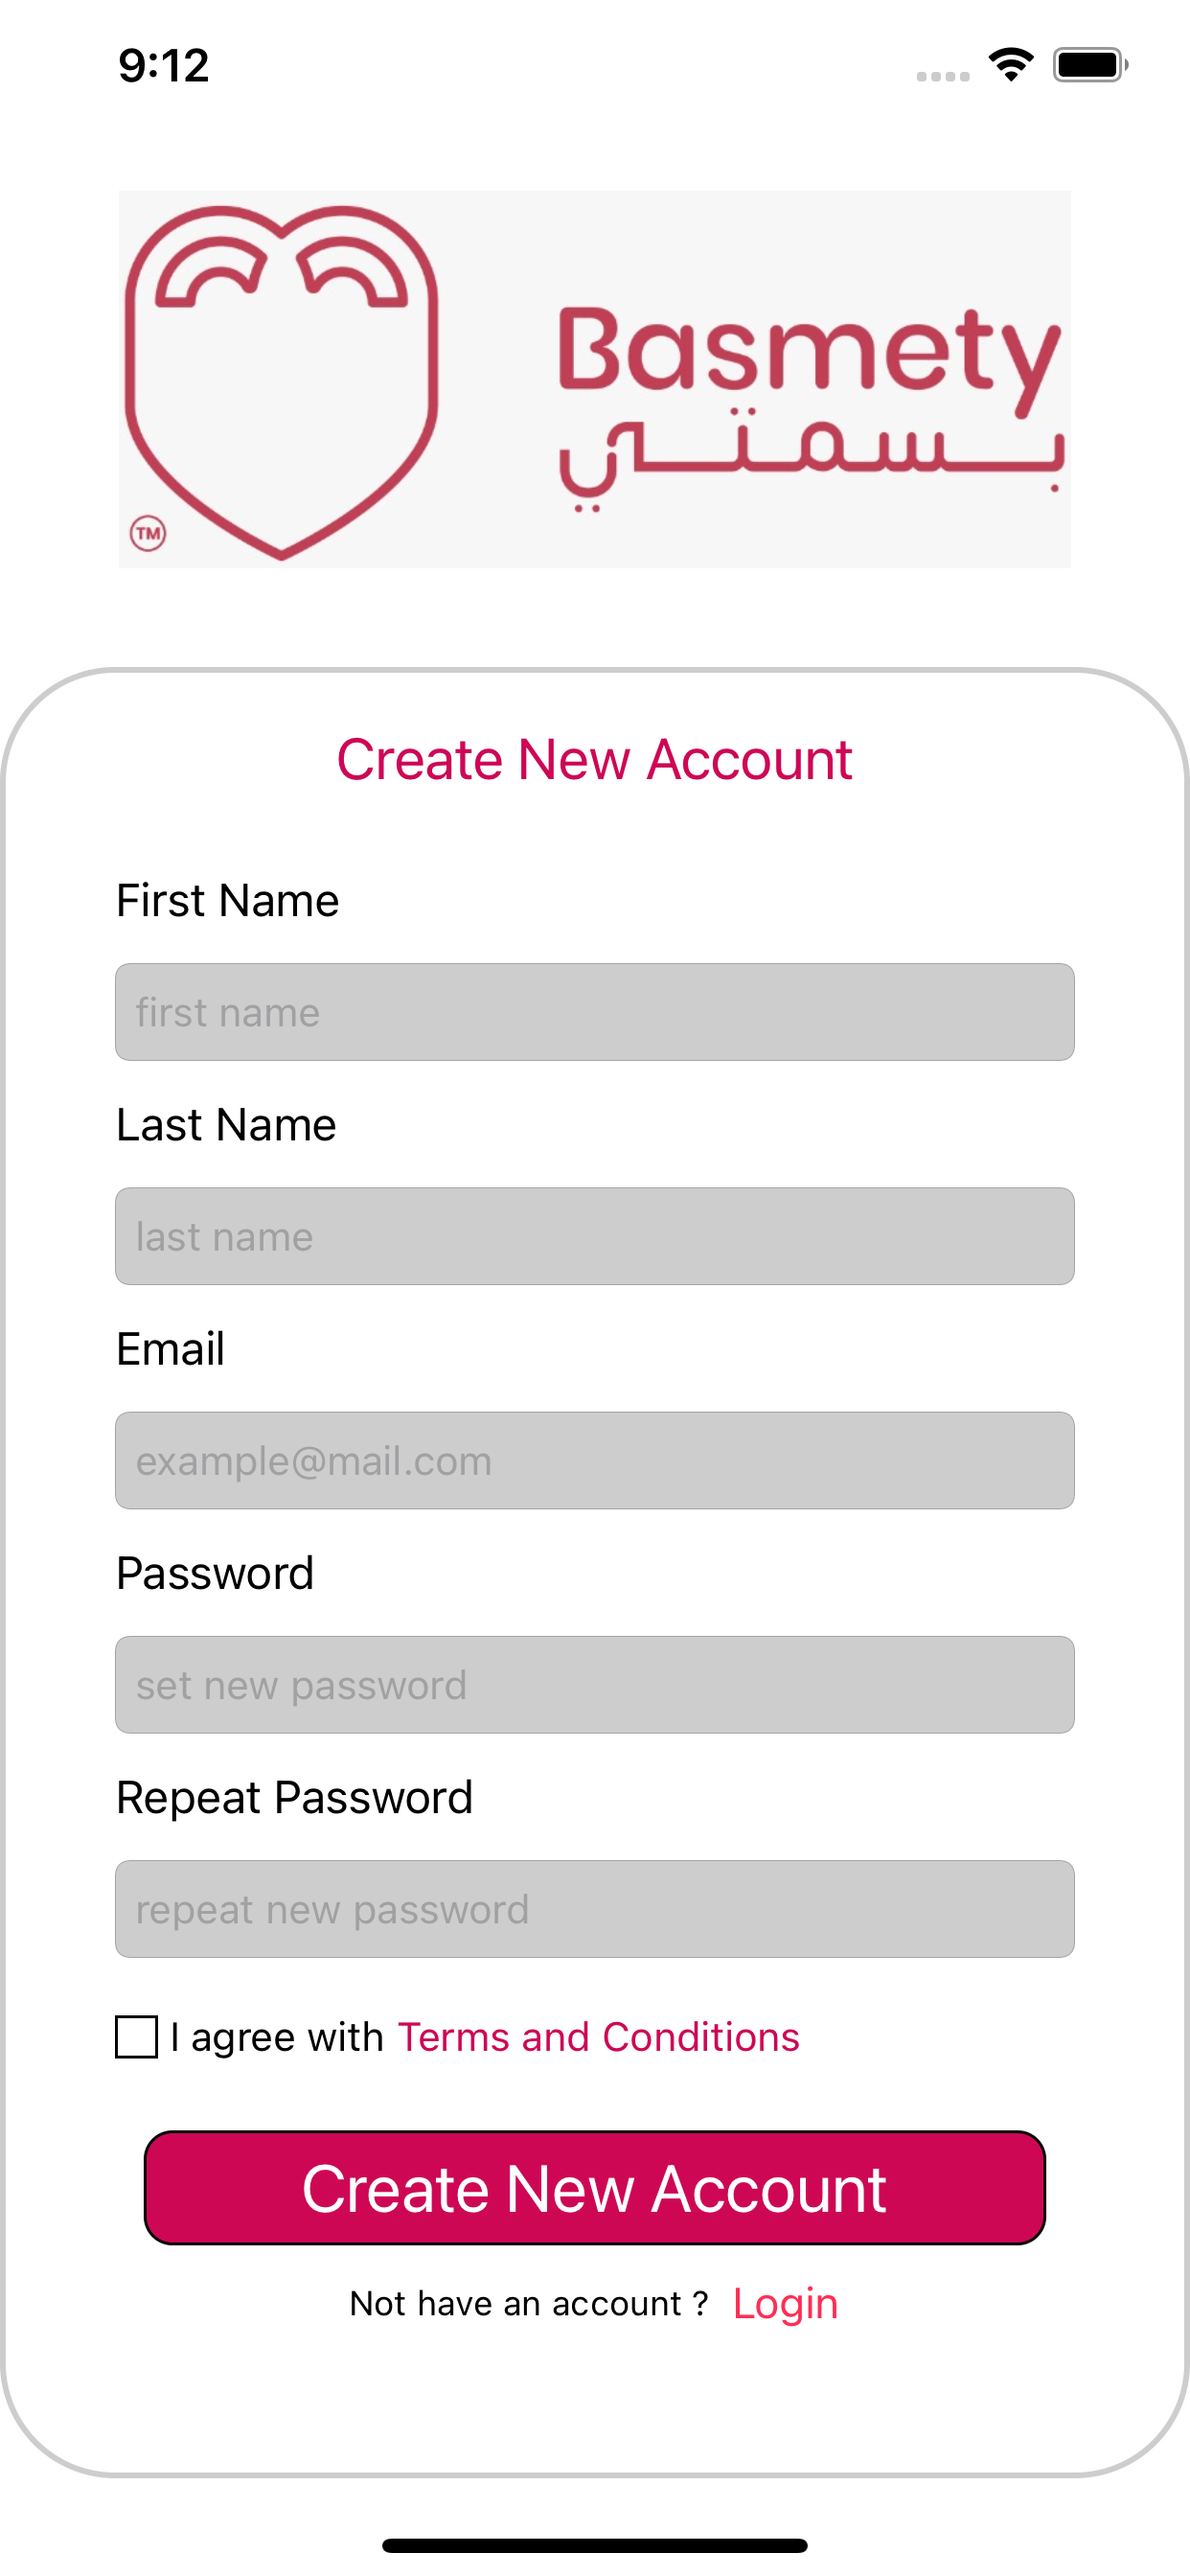 9:12
Basmety
بسمتي
TM
Create New Account
First Name
first name
Last Name
last name
Email
example@mail.com
Password
set new password
Repeat Password
repeat new password
I agree with Terms and Conditions
Create New Account
Not have an account ? Login